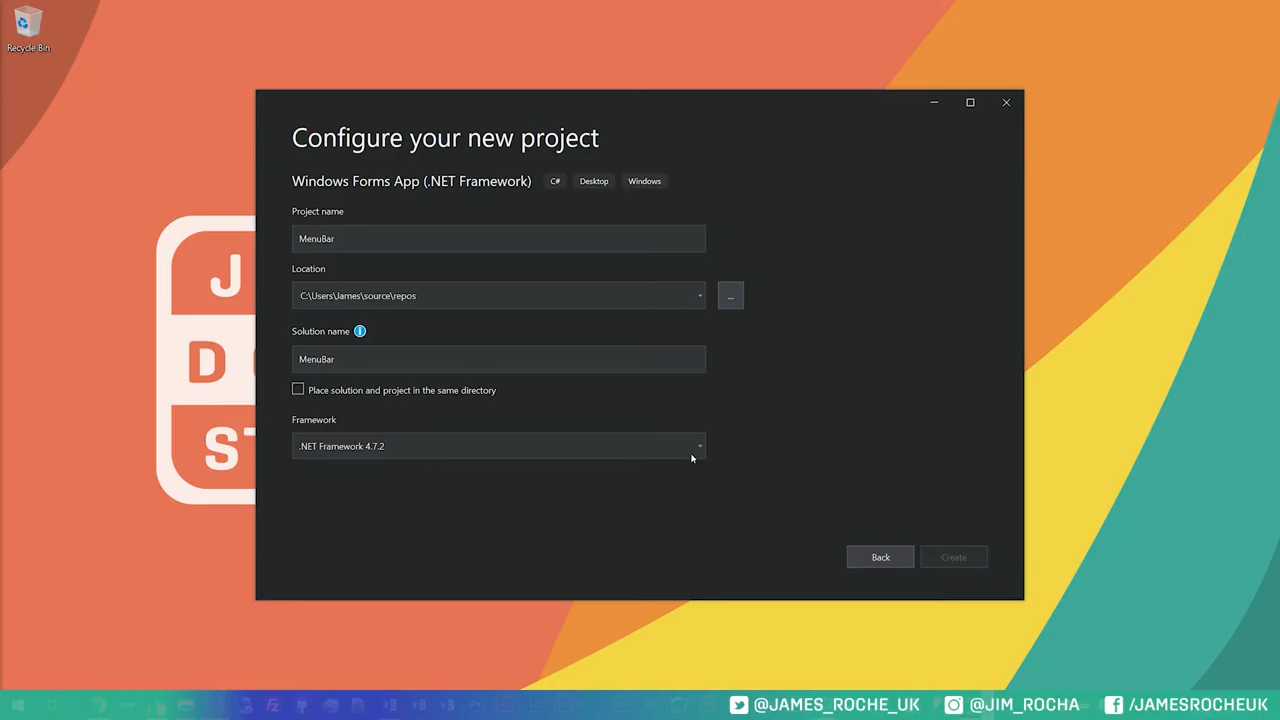 Recycle Bin
Configure your new project
Windows Forms App (.NET Framework) C# Desktop Windows
Project name
MenuBar
Location
C:\Users\James\source\repos ...
Solution name
MenuBar
Place solution and project in the same directory
Framework
.NET Framework 4.7.2
Back Create
J
D
ST
@JAMES_ROCHE_UK @JIM_ROCHA /JAMESROCHEUK